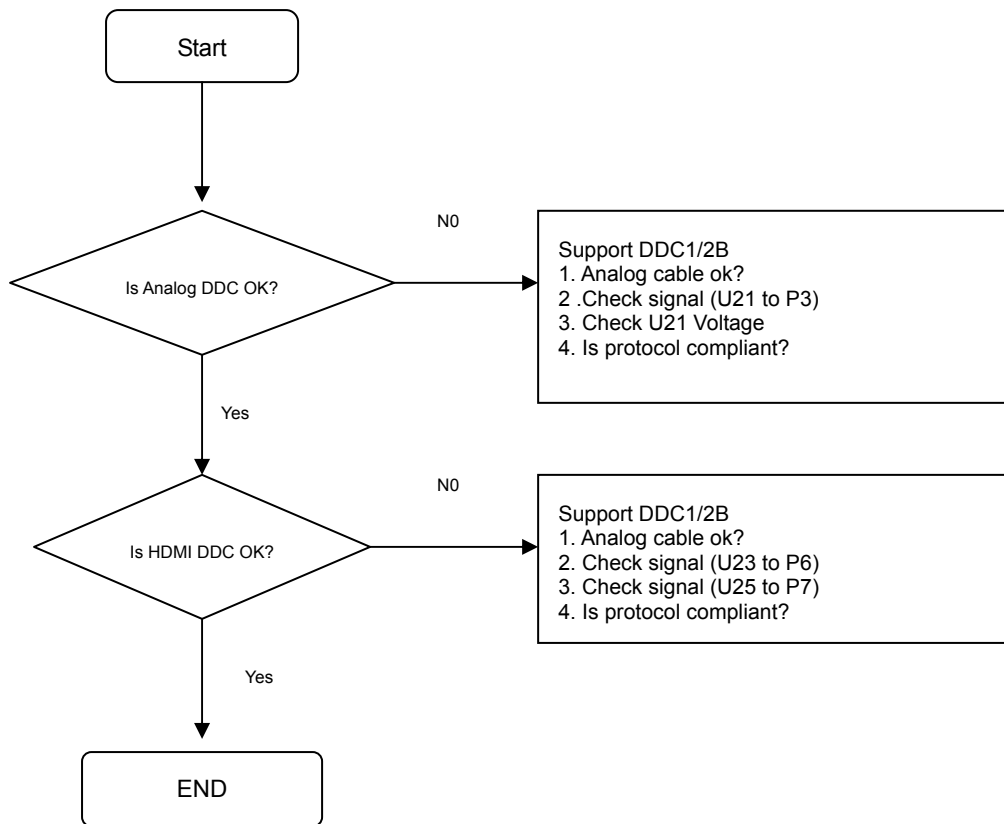 Start
Is Analog DDC OK?
N0
Support DDC1/2B
1. Analog cable ok?
2 .Check signal (U21 to P3)
3. Check U21 Voltage
4. Is protocol compliant?
Yes
Is HDMI DDC OK?
N0
Support DDC1/2B
1. Analog cable ok?
2. Check signal (U23 to P6)
3. Check signal (U25 to P7)
4. Is protocol compliant?
Yes
END